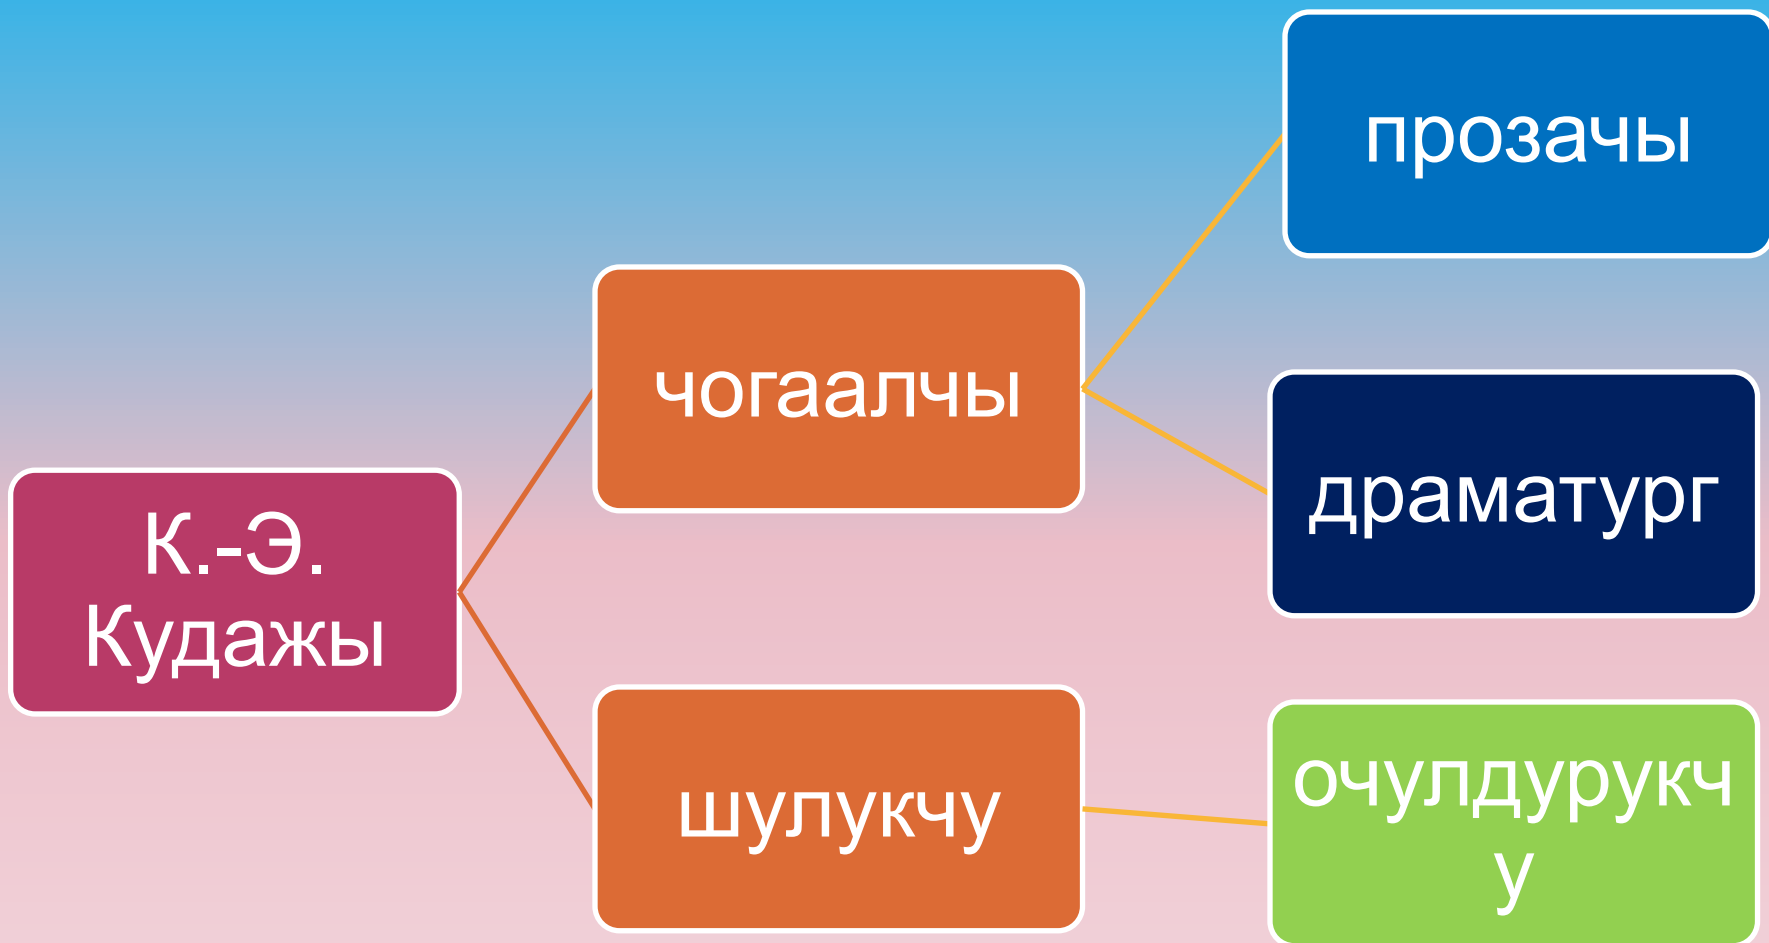 К.-Э.
Кудажы
чогаалчы
шулукчу
прозачы
драматург
очулдурукч
у